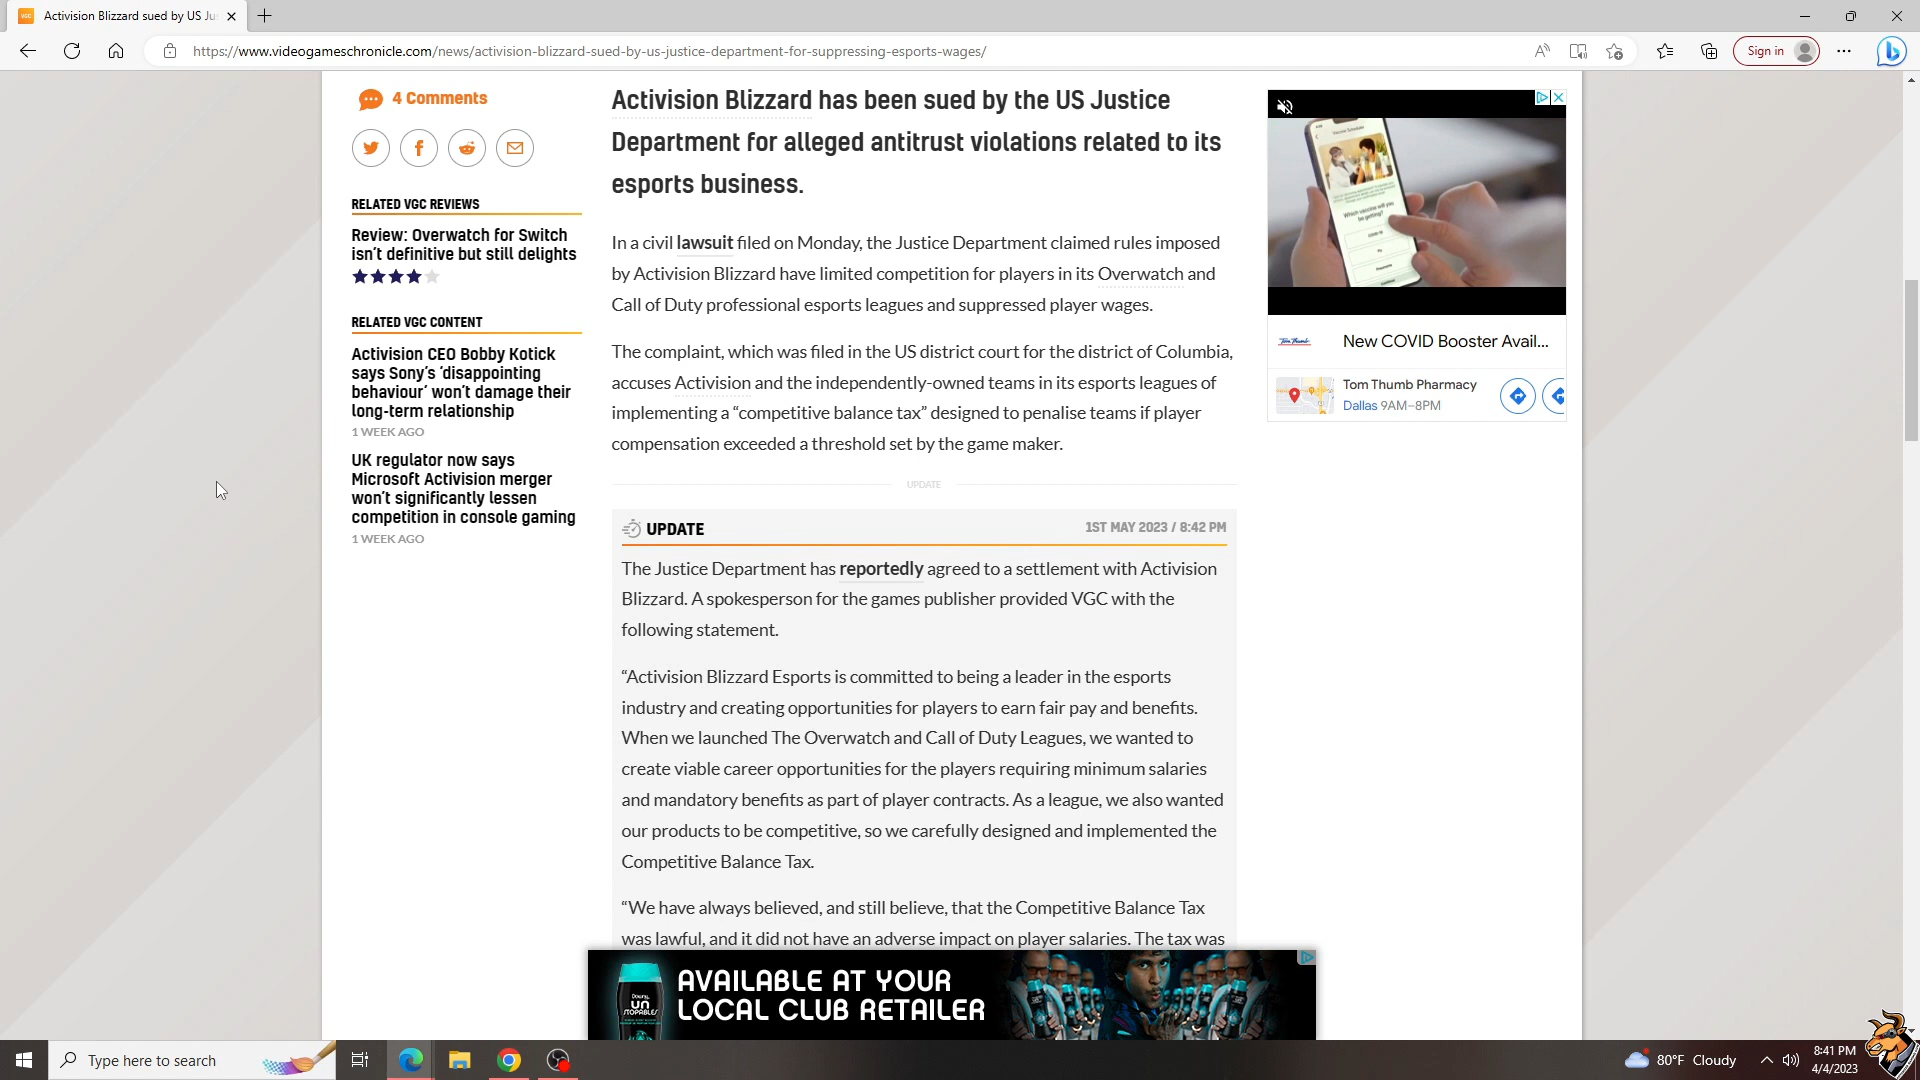 Activision Blizzard sued by US Ju
https://www.videogameschronicle.com/news/activision-blizzard-sued-by-us-justice-department-for-suppressing-esports-wages/
Sign in
4 Comments
RELATED VGC REVIEWS
Review: Overwatch for Switch
isn't definitive but still delights
RELATED VGC CONTENT
Activision CEO Bobby Kotick
says Sony's 'disappointing
behaviour' won't damage their
long-term relationship
1 WEEK AGO
UK regulator now says
Microsoft Activision merger
won't significantly lessen
competition in console gaming
1 WEEK AGO
Activision Blizzard has been sued by the US Justice
Department for alleged antitrust violations related to its
esports business.
In a civil lawsuit filed on Monday, the Justice Department claimed rules imposed
by Activision Blizzard have limited competition for players in its Overwatch and
Call of Duty professional esports leagues and suppressed player wages.
The complaint, which was filed in the US district court for the district of Columbia,
accuses Activision and the independently-owned teams in its esports leagues of
implementing a “competitive balance tax” designed to penalise teams if player
compensation exceeded a threshold set by the game maker.
UPDATE
UPDATE 1ST MAY 2023 / 8:42 PM
The Justice Department has reportedly agreed to a settlement with Activision
Blizzard. A spokesperson for the games publisher provided VGC with the
following statement.
“Activision Blizzard Esports is committed to being a leader in the esports
industry and creating opportunities for players to earn fair pay and benefits.
When we launched The Overwatch and Call of Duty Leagues, we wanted to
create viable career opportunities for the players requiring minimum salaries
and mandatory benefits as part of player contracts. As a league, we also wanted
our products to be competitive, so we carefully designed and implemented the
Competitive Balance Tax.
“We have always believed, and still believe, that the Competitive Balance Tax
was lawful, and it did not have an adverse impact on player salaries. The tax was
Which vaccine will you
be getting?
New COVID Booster Avail...
Tom Thumb Pharmacy
Dallas 9AM–8PM
Downy
UN
STOPABLES
AVAILABLE AT YOUR
LOCAL CLUB RETAILER
Type here to search
80°F Cloudy
8:41 PM
4/4/2023